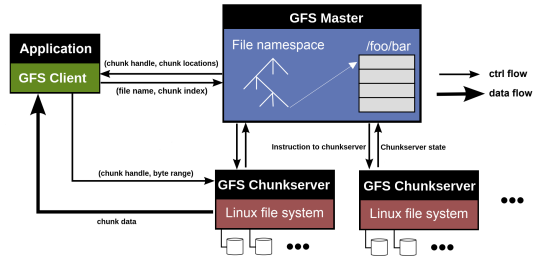 GFS Master
Application
GFS Client
File namespace
/foo/bar
(chunk handle, chunk locations)
(file name, chunk index)
ctrl flow
data flow
Instruction to chunkserver
Chunkserver state
(chunk handle, byte range)
GFS Chunkserver
Linux file system
GFS Chunkserver
Linux file system
chunk data